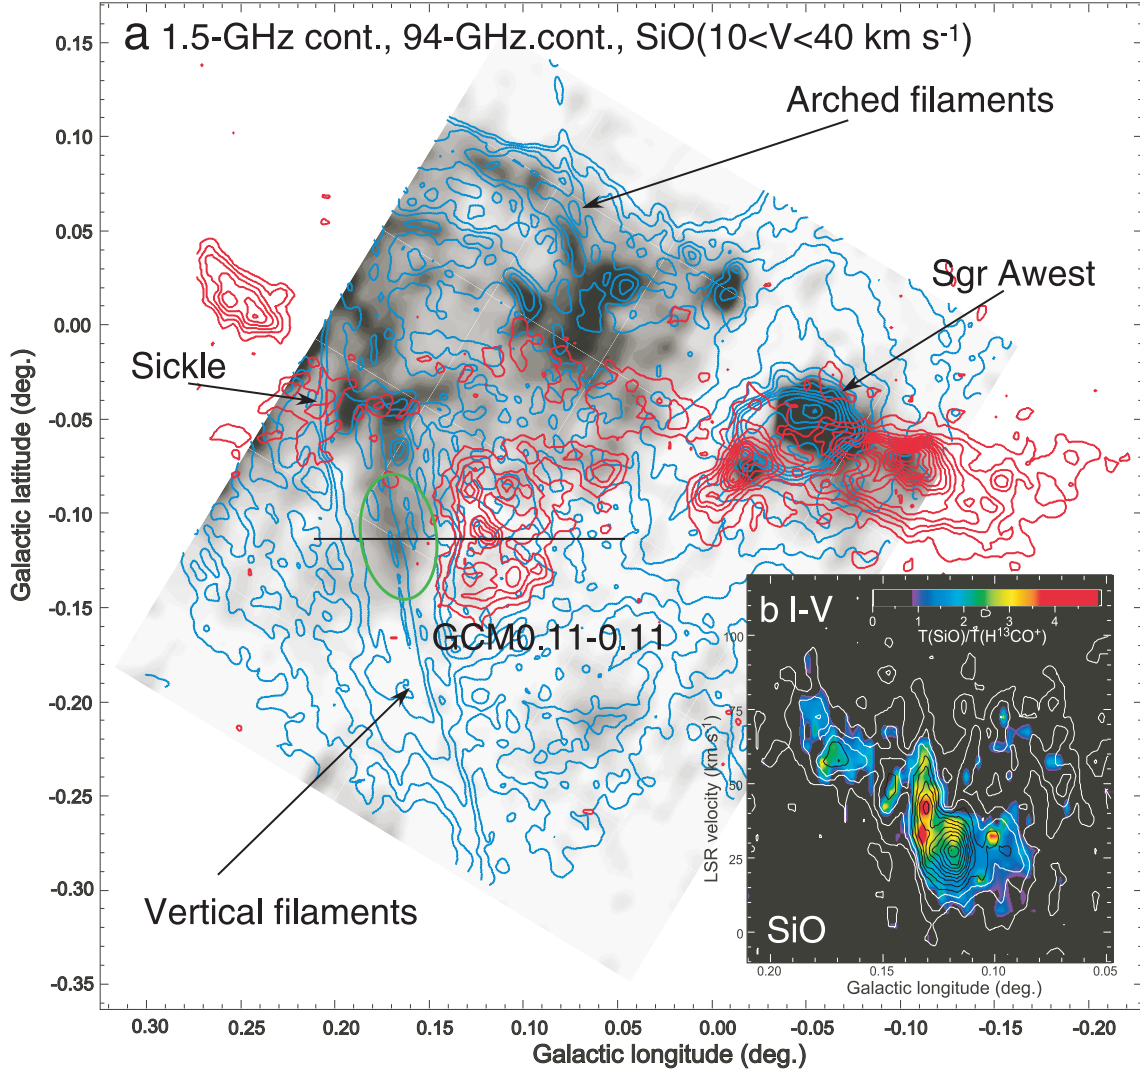 a 1.5-GHz cont., 94-GHz.cont., SiO(10<V<40 km s-1)
0.15
0.10
0.05
0.00
-0.05
-0.10
-0.15
-0.20
-0.25
-0.30
-0.35
Galactic latitude (deg.)
Arched filaments
Sgr Awest
Sickle
GCM0.11-0.11
Vertical filaments
b l-V
0 1 2 3 4
T(SiO)/T(H13CO+)
100
75
50
25
0
LSR velocity (km s-1)
SiO
0.20 0.15 0.10 0.05
Galactic longitude (deg.)
0.30 0.25 0.20 0.15 0.10 0.05 0.00 -0.05 -0.10 -0.15 -0.20
Galactic longitude (deg.)